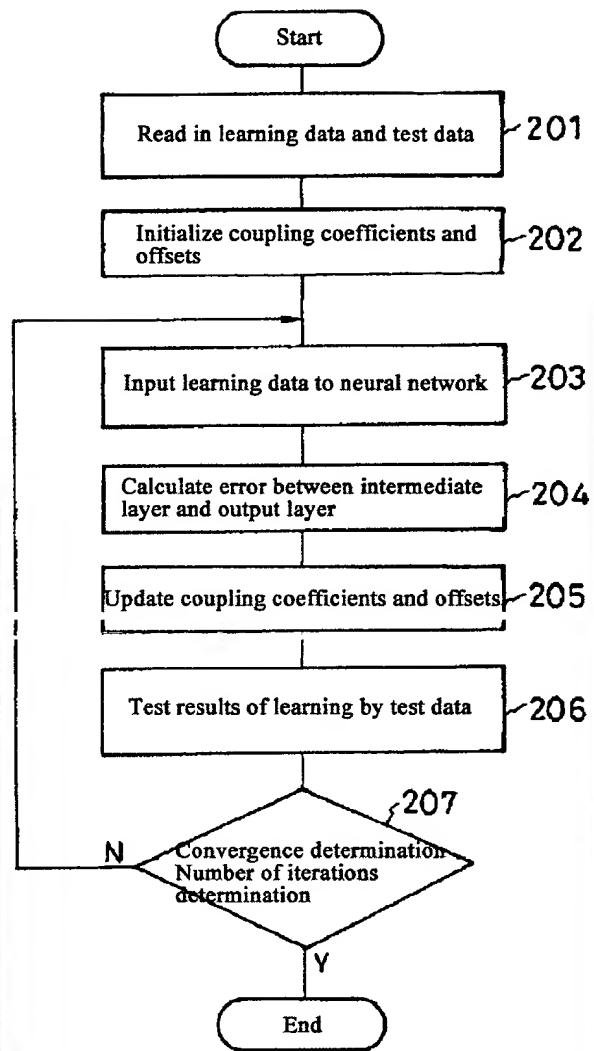 Start
Read in learning data and test data
201
Initialize coupling coefficients and
offsets
202
Input learning data to neural network
203
Calculate error between intermediate
layer and output layer
204
Update coupling coefficients and offsets
205
Test results of learning by test data
206
207
N
Convergence determination
Number of iterations
determination
Y
End